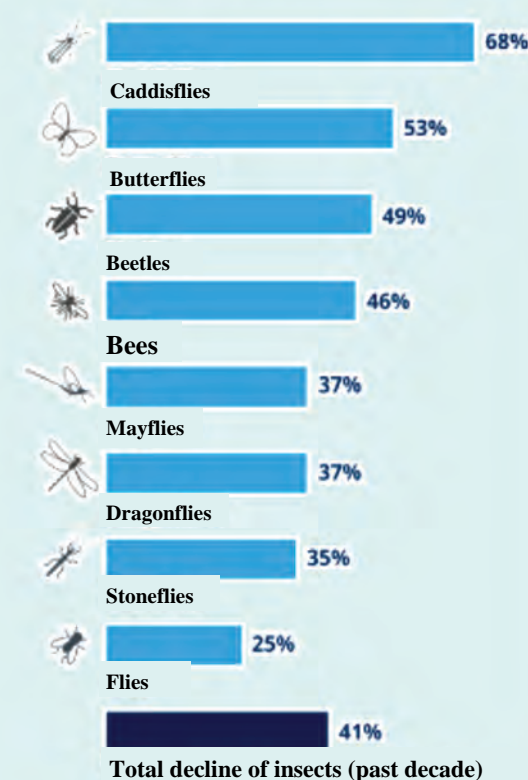 68%
Caddisflies
53%
Butterflies
49%
Beetles
46%
Bees
37%
Mayflies
37%
Dragonflies
35%
Stoneflies
25%
Flies
41%
Total decline of insects (past decade)